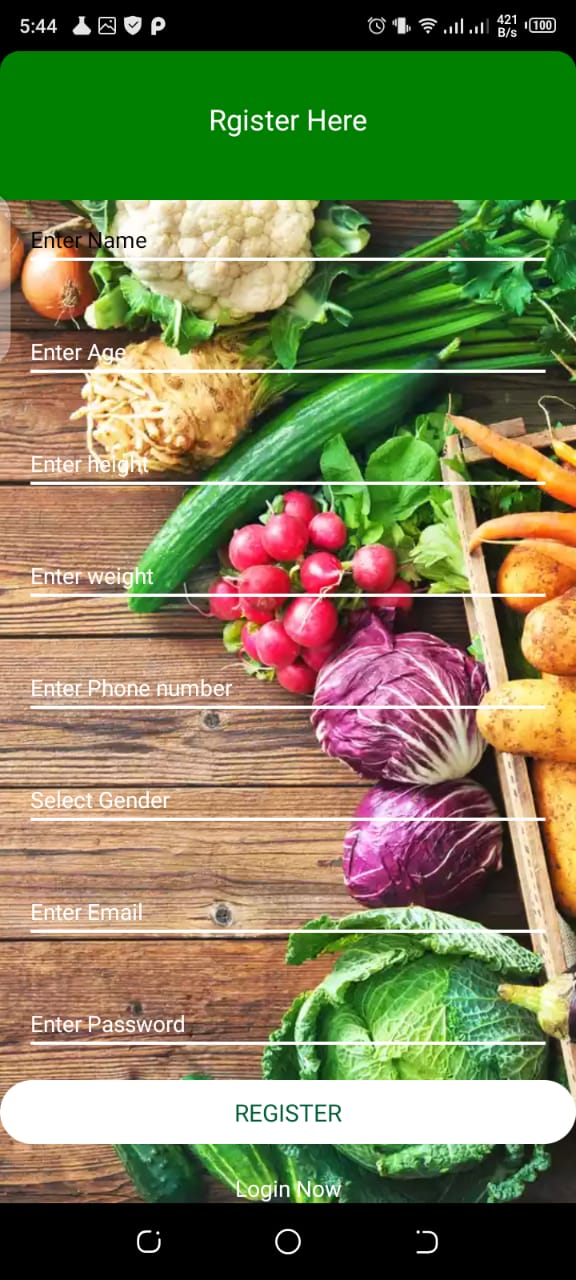 5:44
421
B/s
100
Rgister Here
Enter Name
Enter Age
Enter height
Enter weight
Enter Phone number
Select Gender
Enter Email
Enter Password
REGISTER
Login Now